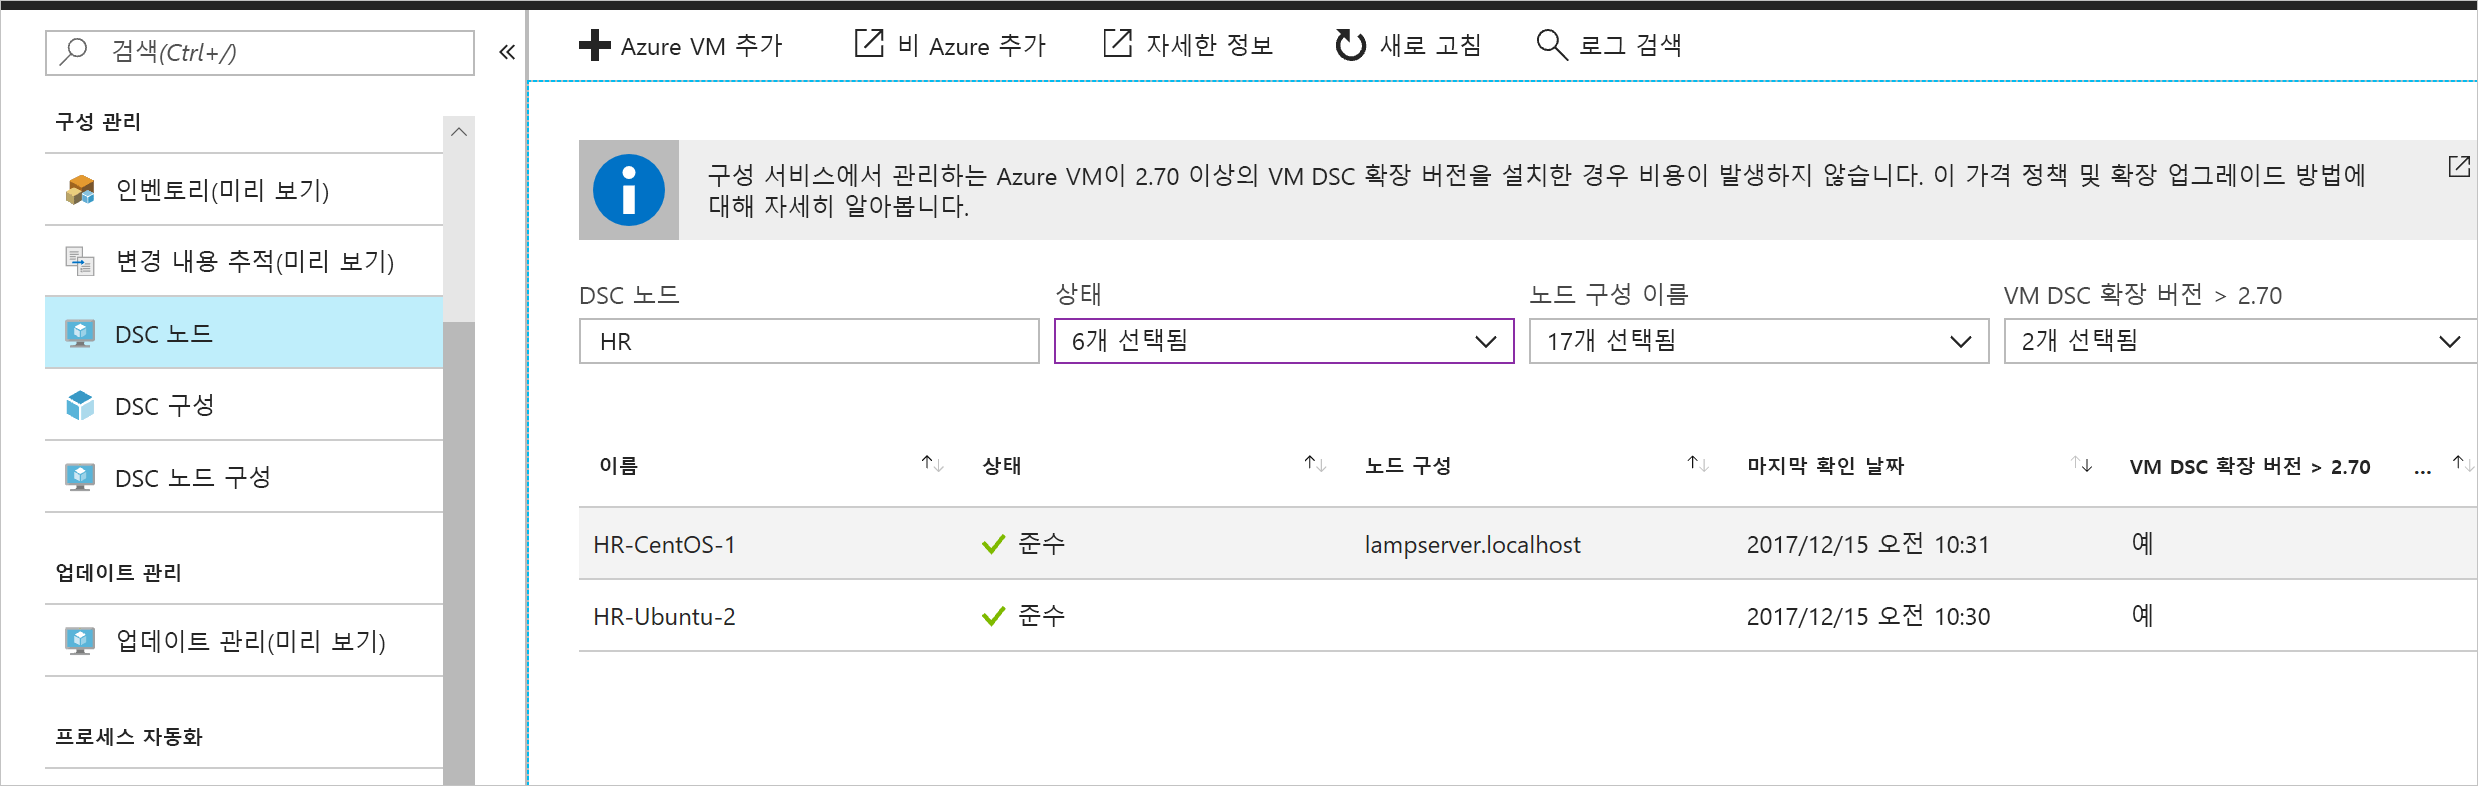 검색(Ctrl+/)
Azure VM 추가
비 Azure 추가
자세한 정보
새로 고침
로그 검색
구성 관리
인벤토리(미리 보기)
변경 내용 추적(미리 보기)
DSC 노드
DSC 구성
DSC 노드 구성
업데이트 관리
업데이트 관리(미리 보기)
프로세스 자동화
구성 서비스에서 관리하는 Azure VM이 2.70 이상의 VM DSC 확장 버전을 설치한 경우 비용이 발생하지 않습니다. 이 가격 정책 및 확장 업그레이드 방법에
대해 자세히 알아봅니다.
DSC 노드
상태
노드 구성 이름
VM DSC 확장 버전 > 2.70
HR
6개 선택됨
17개 선택됨
2개 선택됨
이름
상태
노드 구성
마지막 확인 날짜
VM DSC 확장 버전 > 2.70 ...
HR-CentOS-1
준수
lampserver.localhost
2017/12/15 오전 10:31
예
HR-Ubuntu-2
준수
2017/12/15 오전 10:30
예